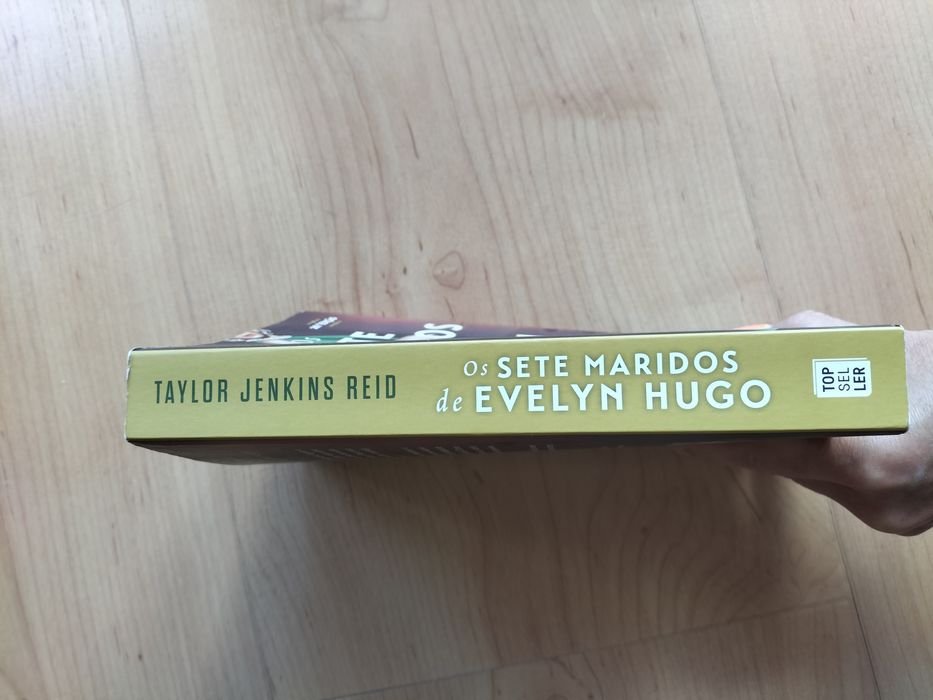 TAYLOR JENKINS REID
Os SETE MARIDOS
de EVELYN HUGO
TOP
SEL
LER